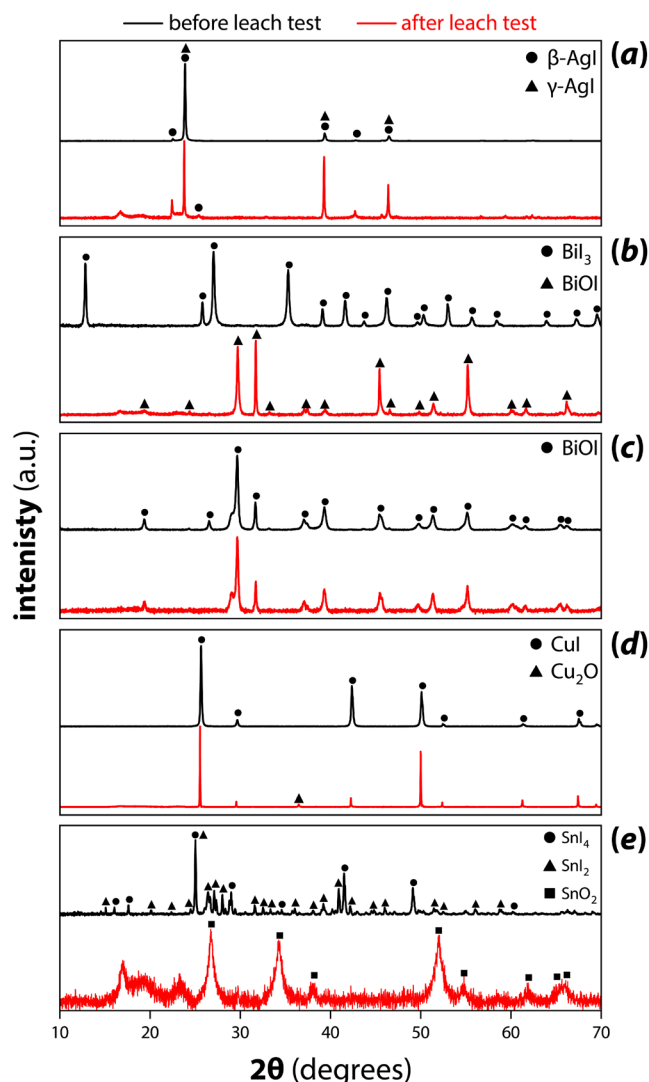 before leach test after leach test
(a)
● β-AgI
▲ γ-AgI
(b)
● BiI₃
▲ BiOI
(c)
● BiOI
(d)
● CuI
▲ Cu₂O
(e)
● SnI₄
▲ SnI₂
■ SnO₂
intenisty (a.u.)
10 20 30 40 50 60 70
2θ (degrees)